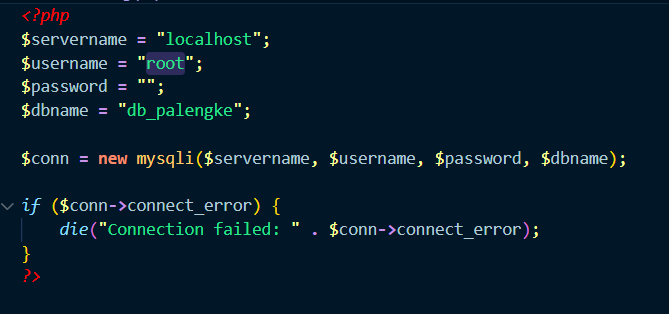 <?php
$servername = "localhost";
$username = "root";
$password = "";
$dbname = "db_palengke";
$conn = new mysqli($servername, $username, $password, $dbname);
if ($conn->connect_error) {
die("Connection failed: " . $conn->connect_error);
}
?>